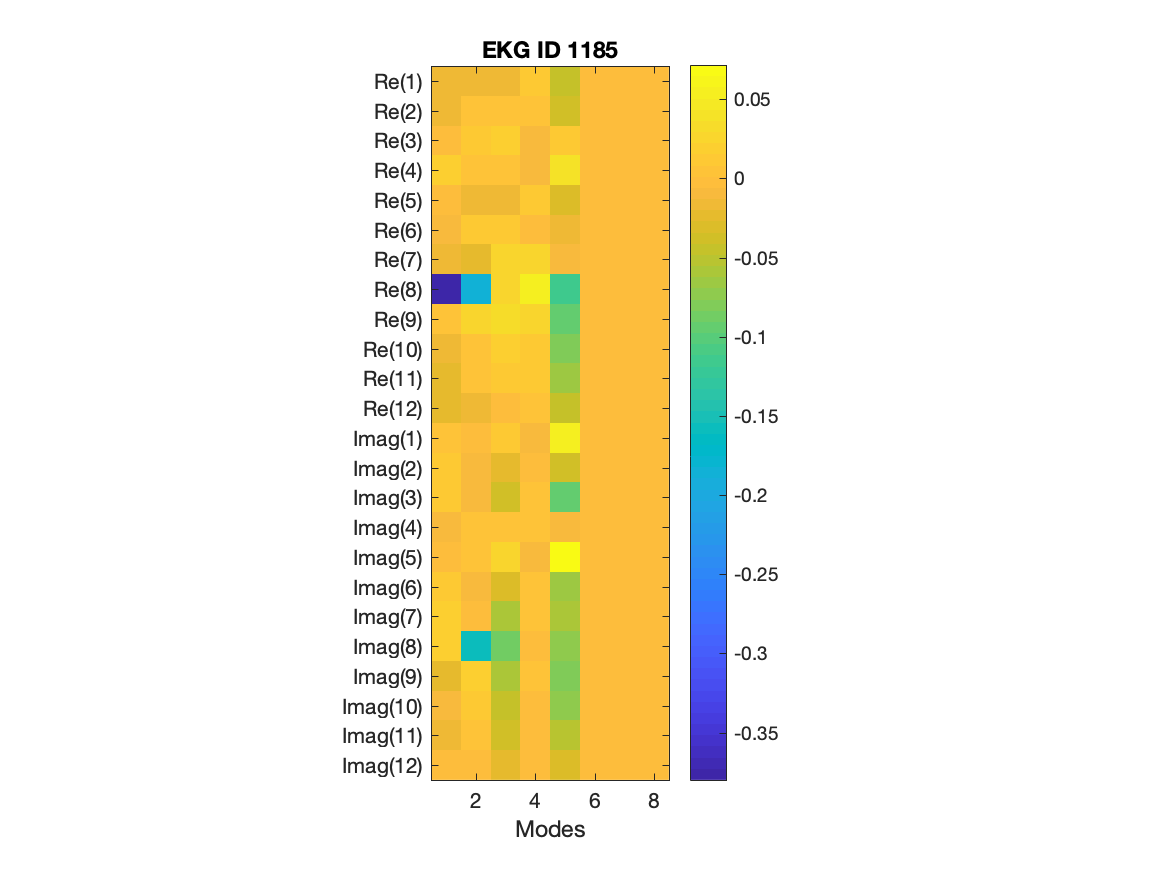 EKG ID 1185
Re(1)
Re(2)
Re(3)
Re(4)
Re(5)
Re(6)
Re(7)
Re(8)
Re(9)
Re(10)
Re(11)
Re(12)
Imag(1)
Imag(2)
Imag(3)
Imag(4)
Imag(5)
Imag(6)
Imag(7)
Imag(8)
Imag(9)
Imag(10)
Imag(11)
Imag(12)
2 4 6 8
Modes
0.05
0
-0.05
-0.1
-0.15
-0.2
-0.25
-0.3
-0.35